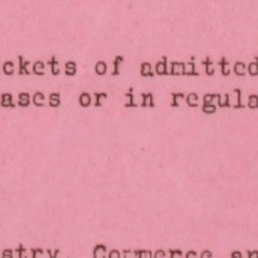 ckets of admitted
ases or in regula
stry, Commerce an